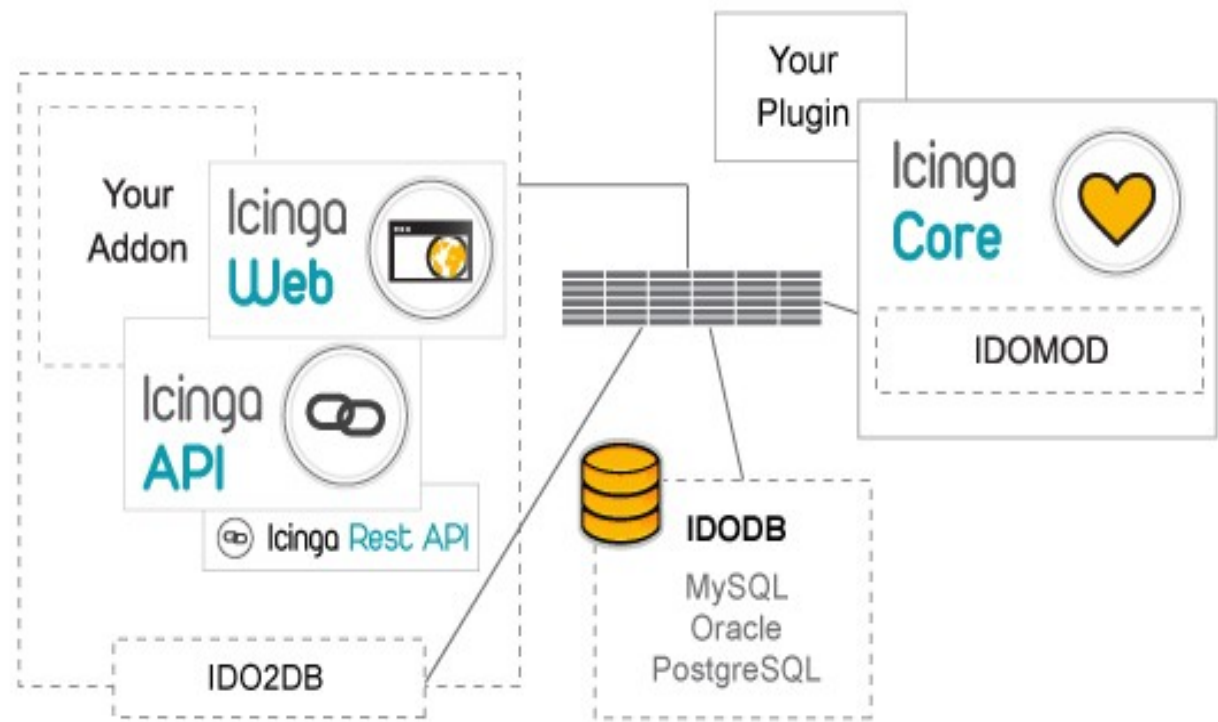 Your
Addon
Icinga
Web
Icinga
API
Icinga Rest API
IDO2DB
Your
Plugin
Icinga
Core
IDOMOD
IDODB
MySQL
Oracle
PostgreSQL